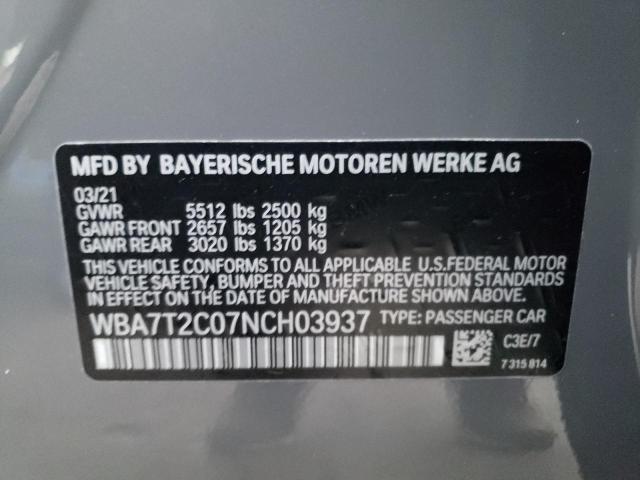 MFD BY BAYERISCHE MOTOREN WERKE AG
03/21
GVWR 5512 lbs 2500 kg
GAWR FRONT 2657 lbs 1205 kg
GAWR REAR 3020 lbs 1370 kg
THIS VEHICLE CONFORMS TO ALL APPLICABLE U.S.FEDERAL MOTOR
VEHICLE SAFETY, BUMPER AND THEFT PREVENTION STANDARDS
IN EFFECT ON THE DATE OF MANUFACTURE SHOWN ABOVE.
WBA7T2C07NCH03937 TYPE: PASSENGER CAR
C3E/7
7 315 814